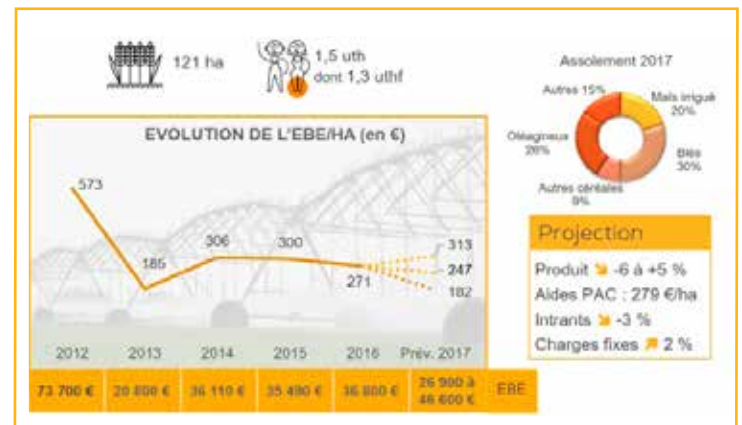 121 ha
1,5 uth
dont 1,3 uthf
Assolement 2017
Autres 15%
Maïs irrigué
20%
Oléagineux
26%
Blés
30%
Autres céréales
9%
EVOLUTION DE L'EBE/HA (en €)
573
185
306
300
271
313
247
182
2012 2013 2014 2015 2016 Prév. 2017
73 700 € 20 800 € 36 110 € 35 490 € 36 800 € 26 900 à
46 600 €
EBE
Projection
Produit -6 à +5 %
Aides PAC : 279 €/ha
Intrants -3 %
Charges fixes 2 %